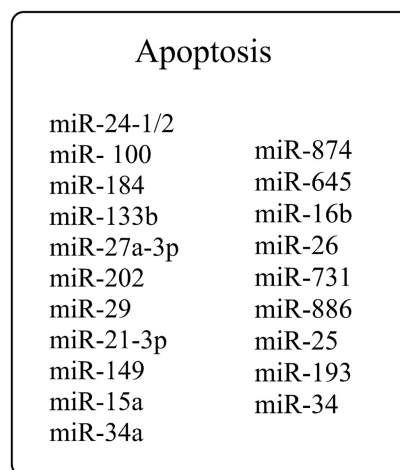 Apoptosis
miR-24-1/2
miR- 100
miR-184
miR-133b
miR-27a-3p
miR-202
miR-29
miR-21-3p
miR-149
miR-15a
miR-34a
miR-874
miR-645
miR-16b
miR-26
miR-731
miR-886
miR-25
miR-193
miR-34